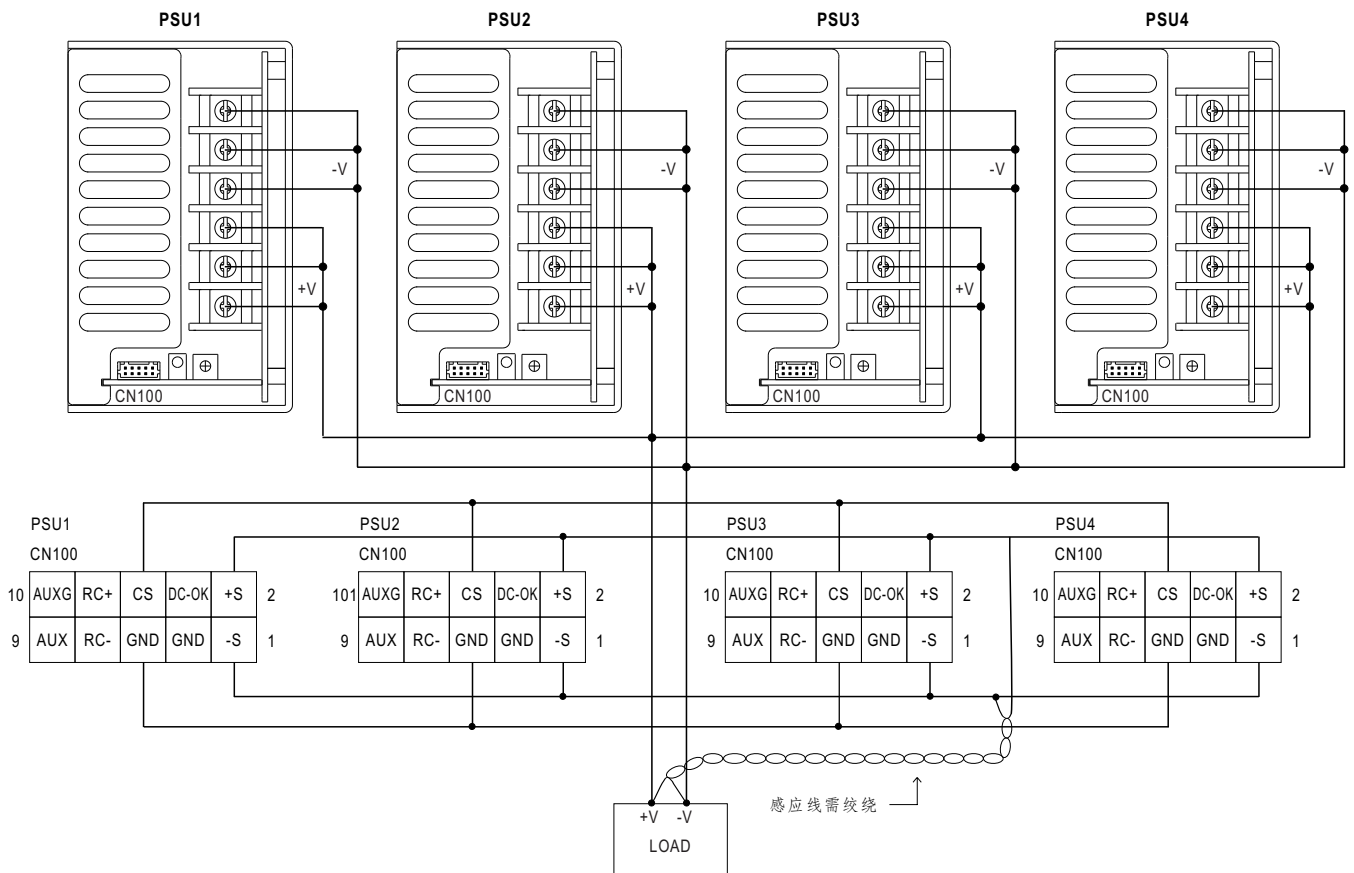 PSU1 PSU2 PSU3 PSU4
-V -V -V -V
+V +V +V +V
CN100 CN100 CN100 CN100
PSU1 PSU2 PSU3 PSU4
CN100 CN100 CN100 CN100
10 AUXG RC+ CS DC-OK +S 2 101 AUXG RC+ CS DC-OK +S 2 10 AUXG RC+ CS DC-OK +S 2 10 AUXG RC+ CS DC-OK +S 2
9 AUX RC- GND GND -S 1 9 AUX RC- GND GND -S 1 9 AUX RC- GND GND -S 1 9 AUX RC- GND GND -S 1
感应线需绞绕
+V -V
LOAD